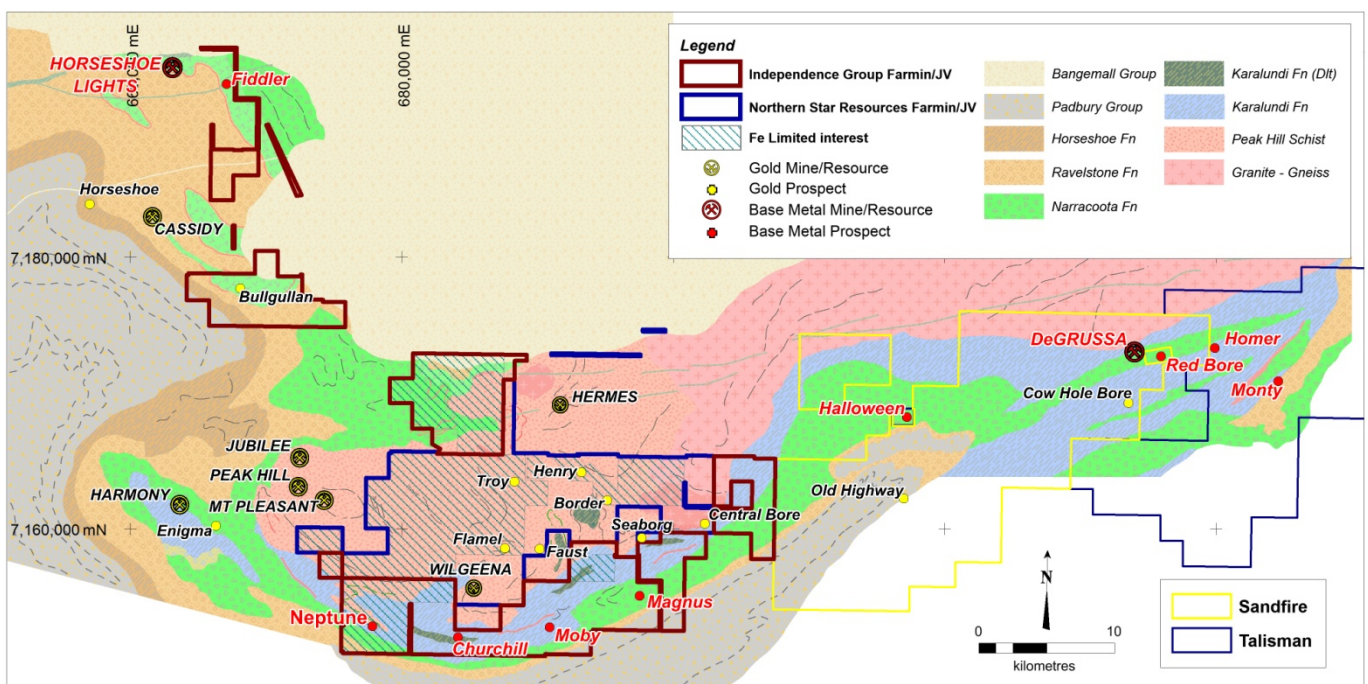 660,000 mE
680,000 mE
HORSESHOE
LIGHTS
Fiddler
Horseshoe
CASSIDY
7,180,000 mN
Bullgullan
Legend
Independence Group Farmin/JV
Northern Star Resources Farmin/JV
Fe Limited interest
Gold Mine/Resource
Gold Prospect
Base Metal Mine/Resource
Base Metal Prospect
Bangemall Group
Padbury Group
Horseshoe Fn
Ravelstone Fn
Narracoota Fn
Karalundi Fn (Dlt)
Karalundi Fn
Peak Hill Schist
Granite - Gneiss
HERMES
DeGRUSSA
Homer
Red Bore
Monty
Cow Hole Bore
Halloween
JUBILEE
PEAK HILL
MT PLEASANT
HARMONY
Enigma
7,160,000 mN
Troy
Henry
Border
Seaborg
Central Bore
Old Highway
Flamel
Faust
WILGEENA
Neptune
Churchill
Moby
Magnus
N
0
10
kilometres
Sandfire
Talisman